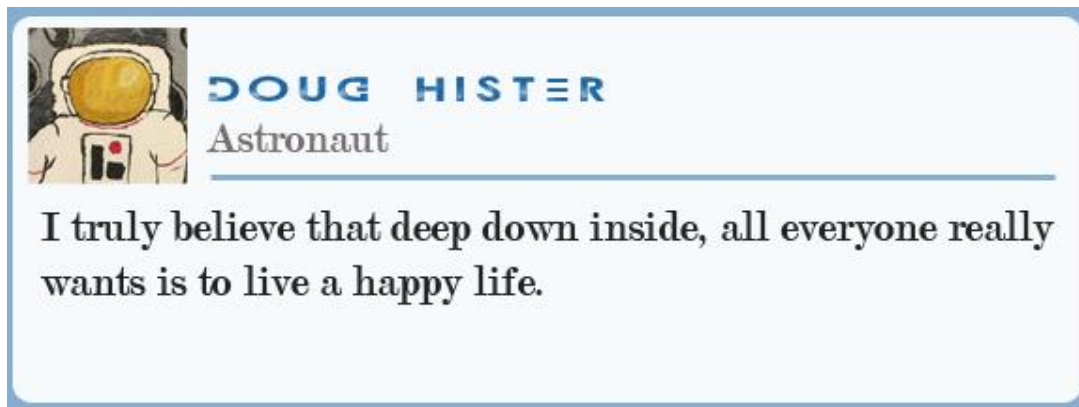 DOUG HISTER
Astronaut
I truly believe that deep down inside, all everyone really
wants is to live a happy life.